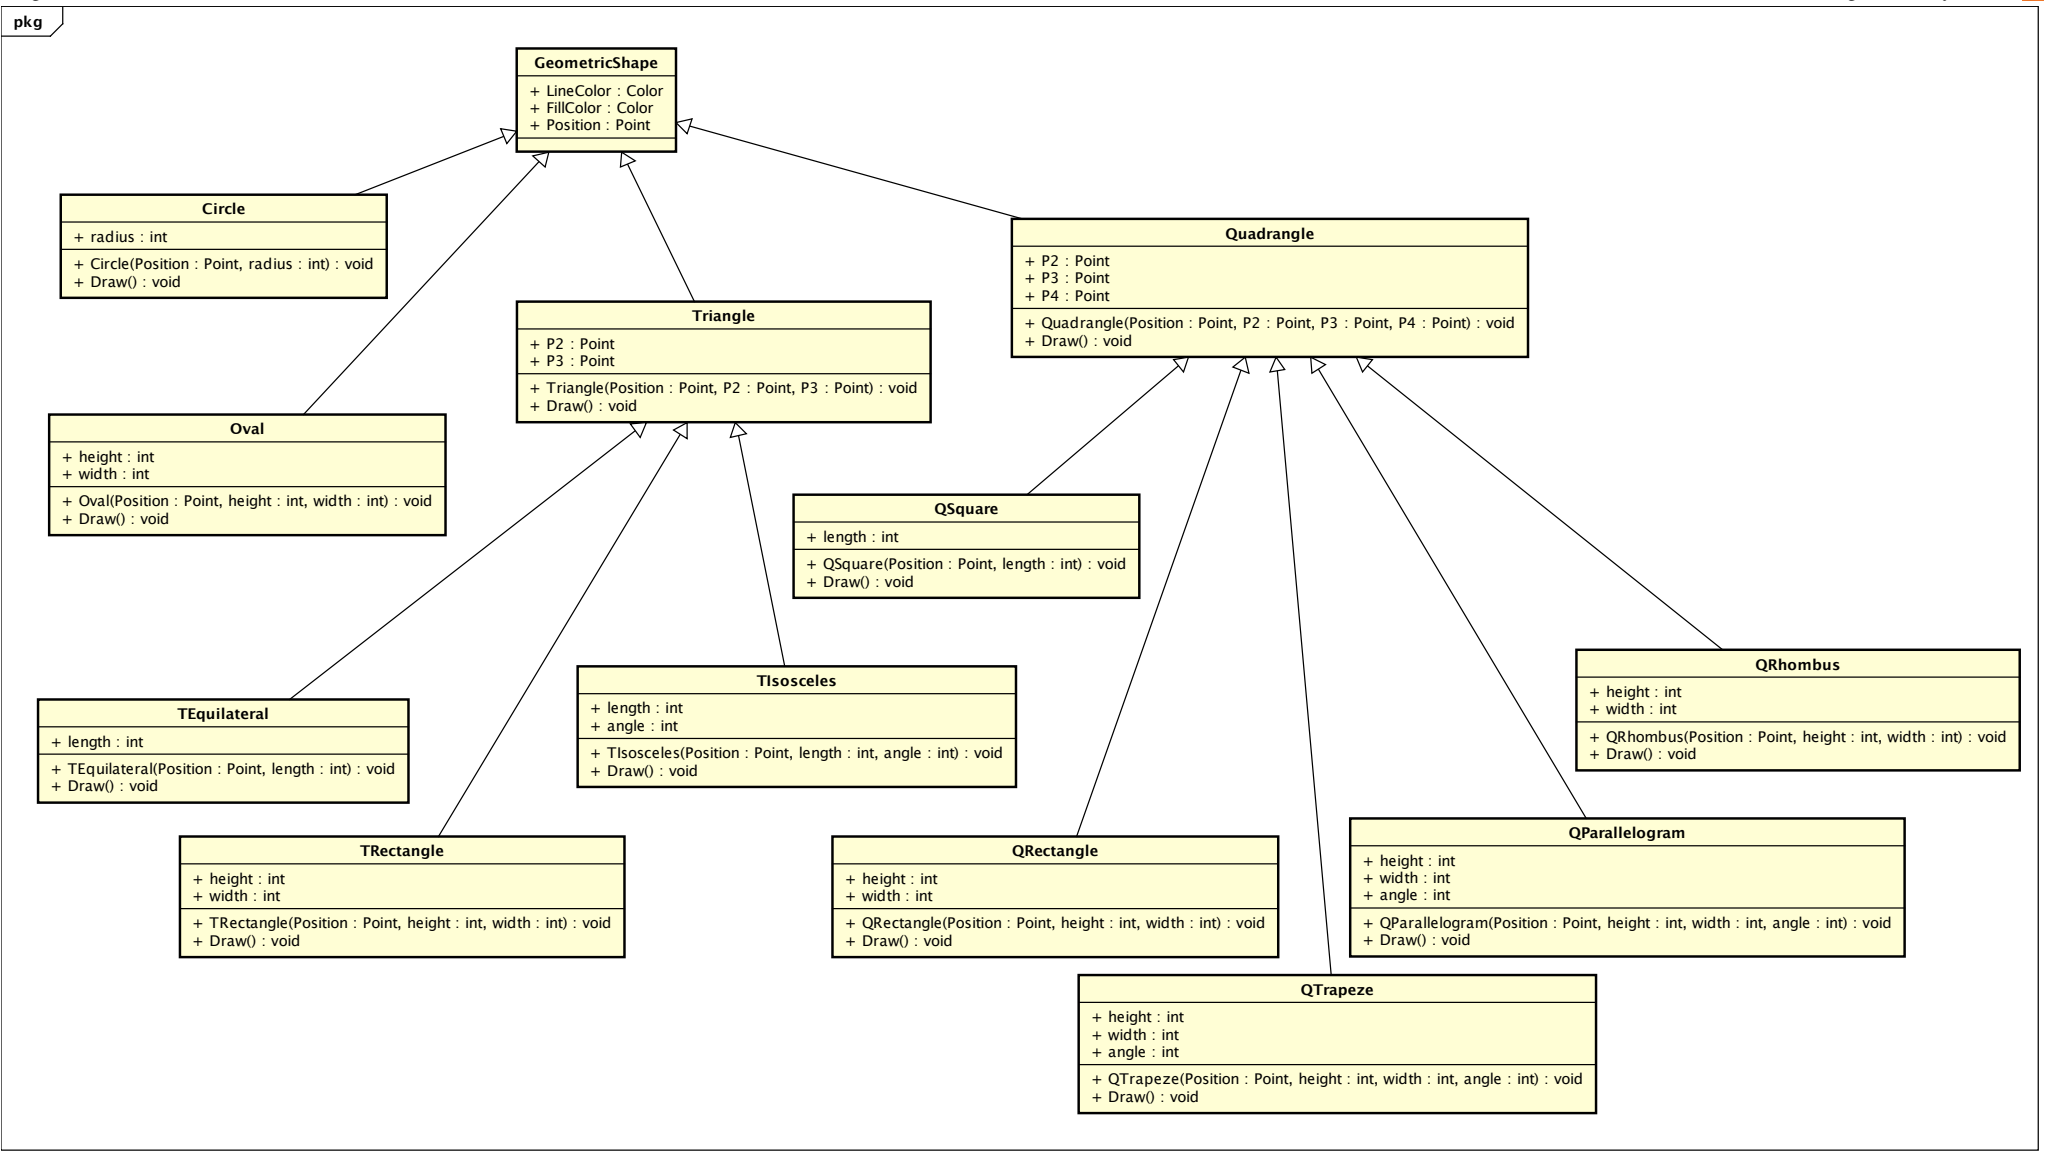 pkg
GeometricShape
+ LineColor : Color
+ FillColor : Color
+ Position : Point
Circle
+ radius : int
+ Circle(Position : Point, radius : int) : void
+ Draw() : void
Quadrangle
+ P2 : Point
+ P3 : Point
+ P4 : Point
+ Quadrangle(Position : Point, P2 : Point, P3 : Point, P4 : Point) : void
+ Draw() : void
Triangle
+ P2 : Point
+ P3 : Point
+ Triangle(Position : Point, P2 : Point, P3 : Point) : void
+ Draw() : void
Oval
+ height : int
+ width : int
+ Oval(Position : Point, height : int, width : int) : void
+ Draw() : void
QSquare
+ length : int
+ QSquare(Position : Point, length : int) : void
+ Draw() : void
QRhombus
+ height : int
+ width : int
+ QRhombus(Position : Point, height : int, width : int) : void
+ Draw() : void
TIsosceles
+ length : int
+ angle : int
+ TIsosceles(Position : Point, length : int, angle : int) : void
+ Draw() : void
TEquilateral
+ length : int
+ TEquilateral(Position : Point, length : int) : void
+ Draw() : void
TRectangle
+ height : int
+ width : int
+ TRectangle(Position : Point, height : int, width : int) : void
+ Draw() : void
QRectangle
+ height : int
+ width : int
+ QRectangle(Position : Point, height : int, width : int) : void
+ Draw() : void
QParallelogram
+ height : int
+ width : int
+ angle : int
+ QParallelogram(Position : Point, height : int, width : int, angle : int) : void
+ Draw() : void
QTrapeze
+ height : int
+ width : int
+ angle : int
+ QTrapeze(Position : Point, height : int, width : int, angle : int) : void
+ Draw() : void